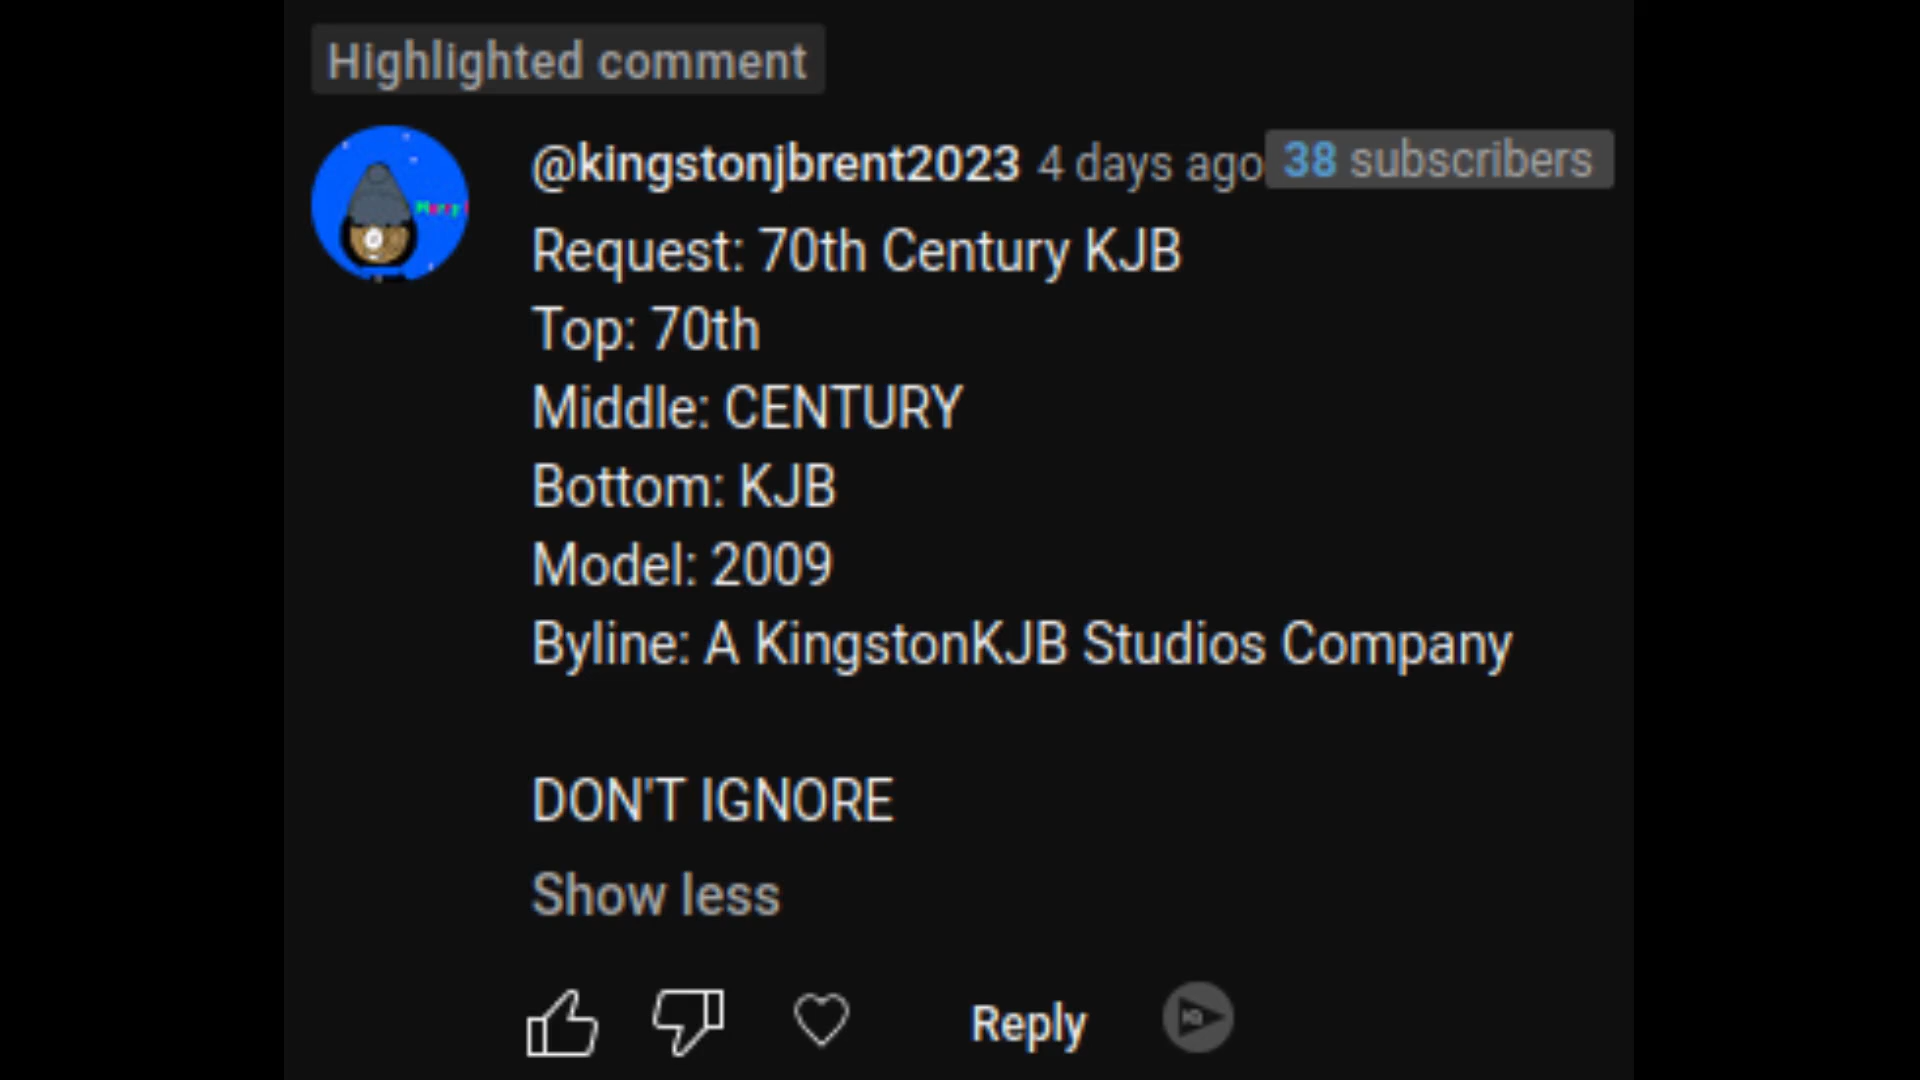 Highlighted comment
@kingstonjbrent2023 4 days ago 38 subscribers
Request: 70th Century KJB
Top: 70th
Middle: CENTURY
Bottom: KJB
Model: 2009
Byline: A KingstonKJB Studios Company
DON'T IGNORE
Show less
Reply